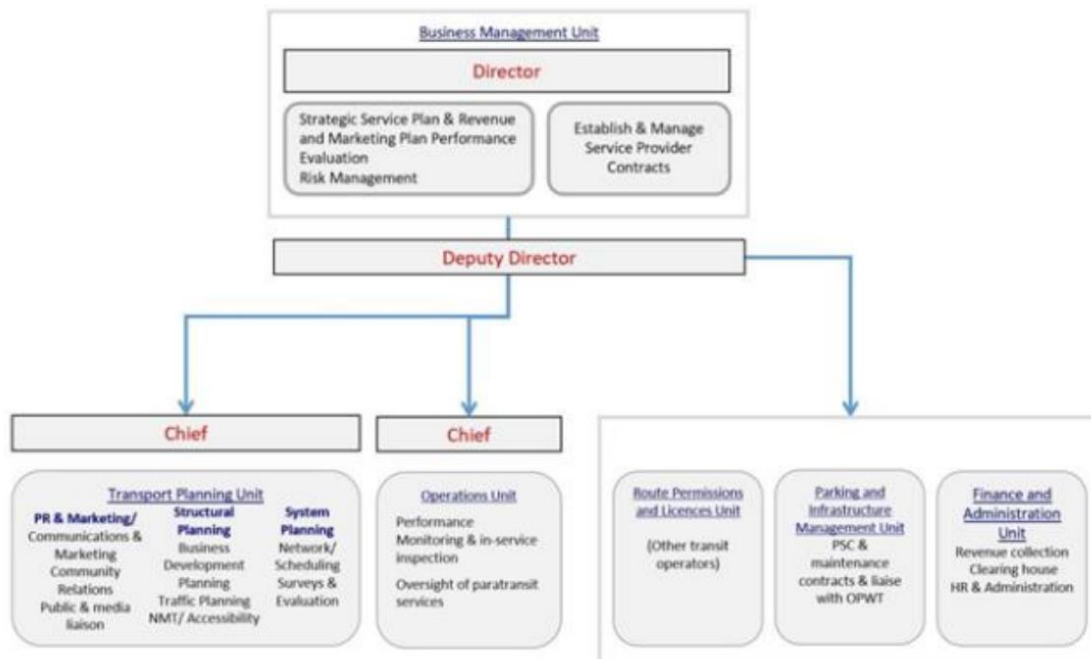 Business Management Unit
Director
Strategic Service Plan & Revenue
and Marketing Plan Performance
Evaluation
Risk Management
Establish & Manage
Service Provider
Contracts
Deputy Director
Chief
Transport Planning Unit
PR & Marketing/
Communications &
Marketing
Community
Relations
Public & media
liaison
Structural
Planning
Business
Development
Planning
Traffic Planning
NMT/ Accessibility
System
Planning
Network/
Scheduling
Surveys &
Evaluation
Chief
Operations Unit
Performance
Monitoring & in-service
inspection
Oversight of paratransit
services
Route Permissions
and Licences Unit
(Other transit
operators)
Parking and
Infrastructure
Management Unit
PSC &
maintenance
contracts & liaise
with OPWT
Finance and
Administration
Unit
Revenue collection
Clearing house
HR & Administration